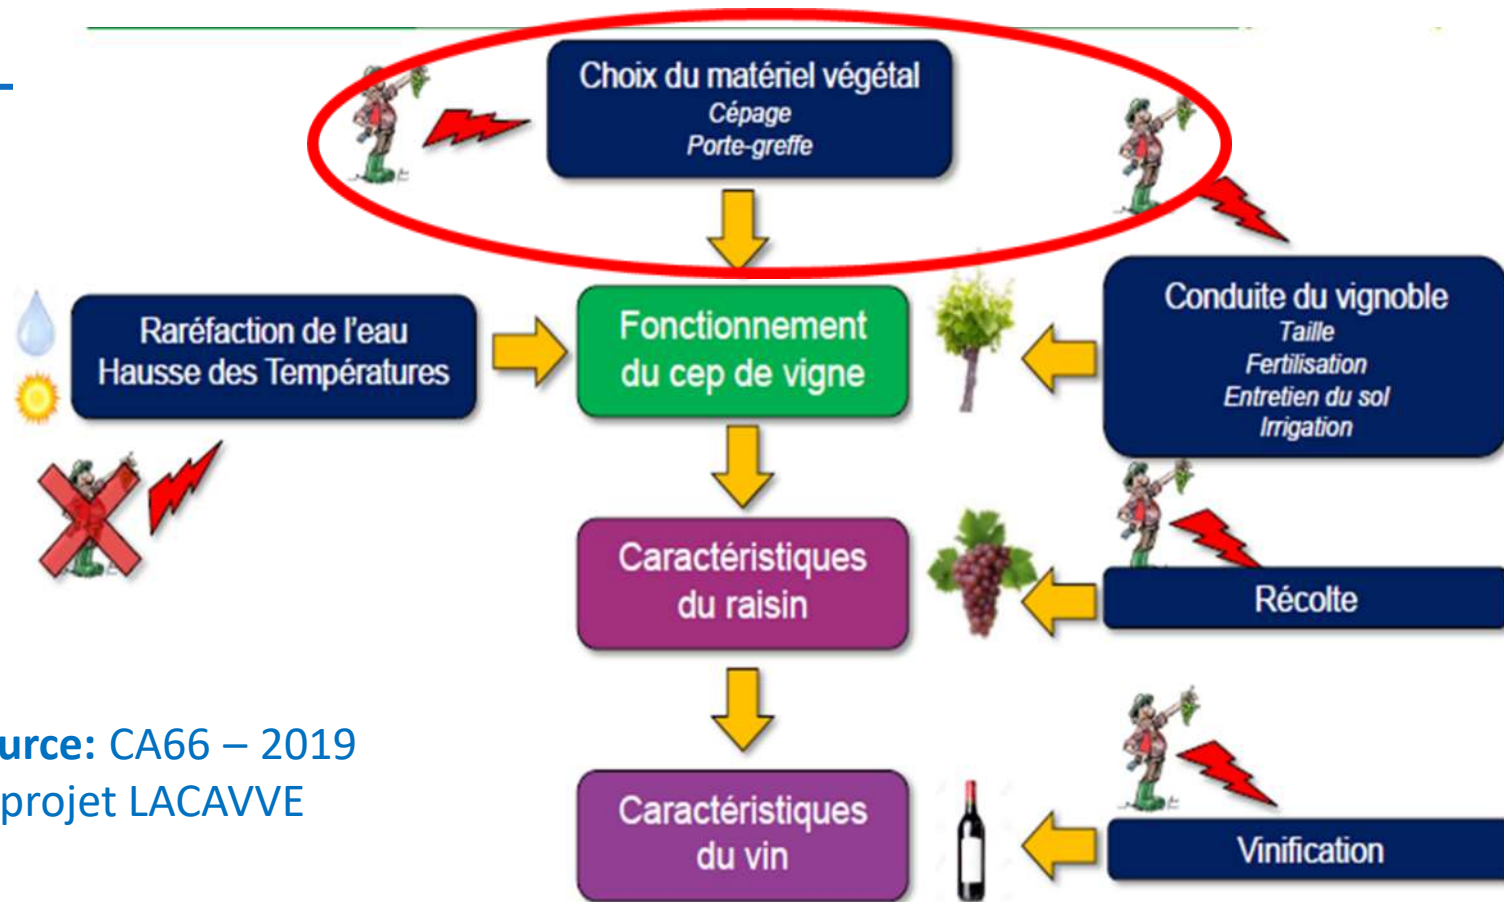 Choix du matériel végétal
Cépage
Porte-greffe
Raréfaction de l'eau
Hausse des Températures
Fonctionnement
du cep de vigne
Conduite du vignoble
Taille
Fertilisation
Entretien du sol
Irrigation
Caractéristiques
du raisin
Récolte
urce: CA66 – 2019
projet LACAVVE
Caractéristiques
du vin
Vinification